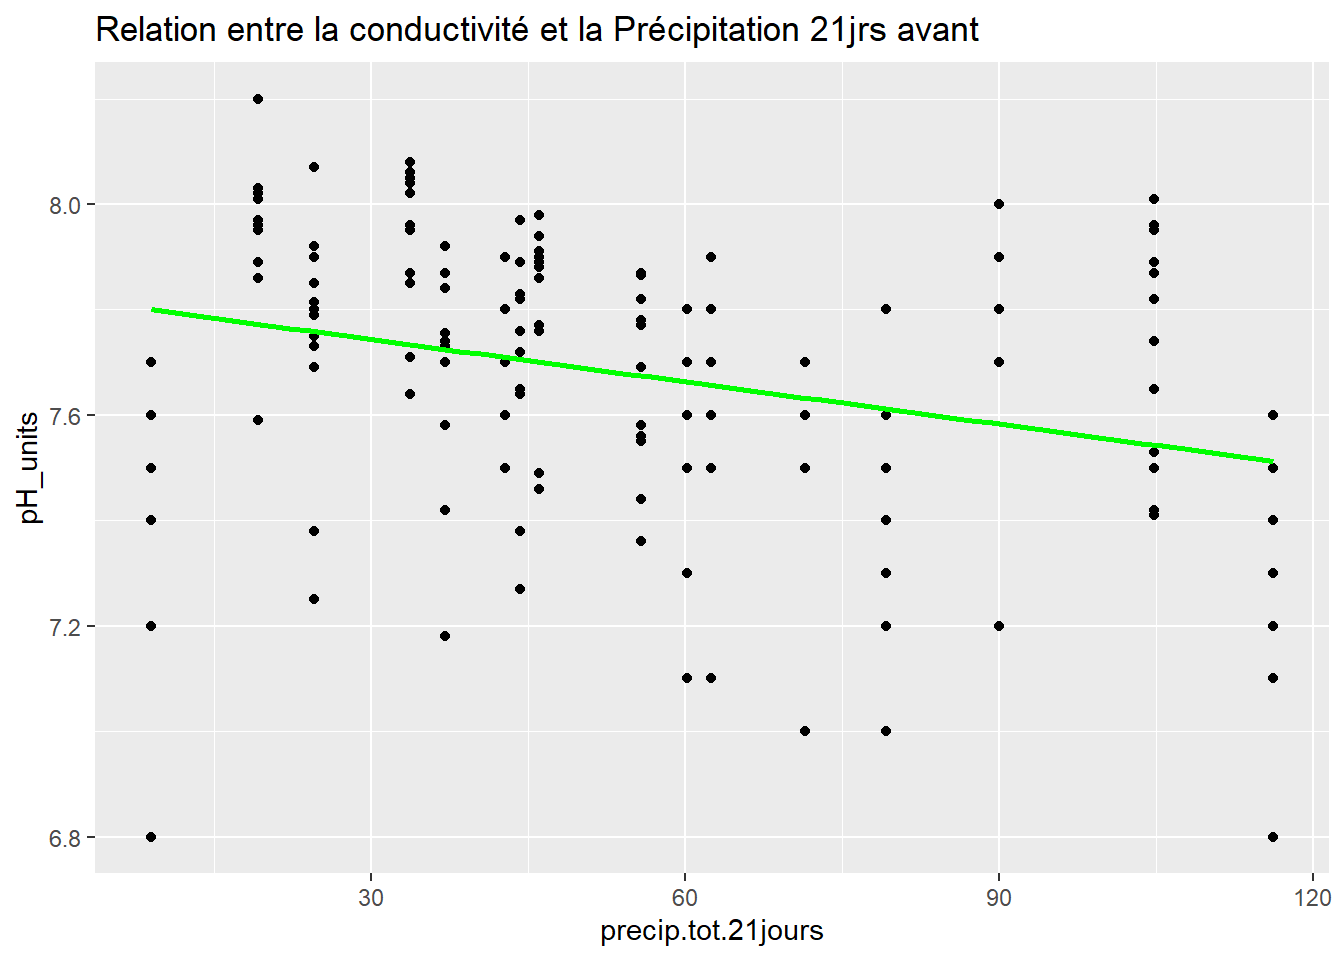 Relation entre la conductivité et la Précipitation 21jrs avant
8.0
7.6
7.2
6.8
pH_units
30 60 90 120
precip.tot.21jours